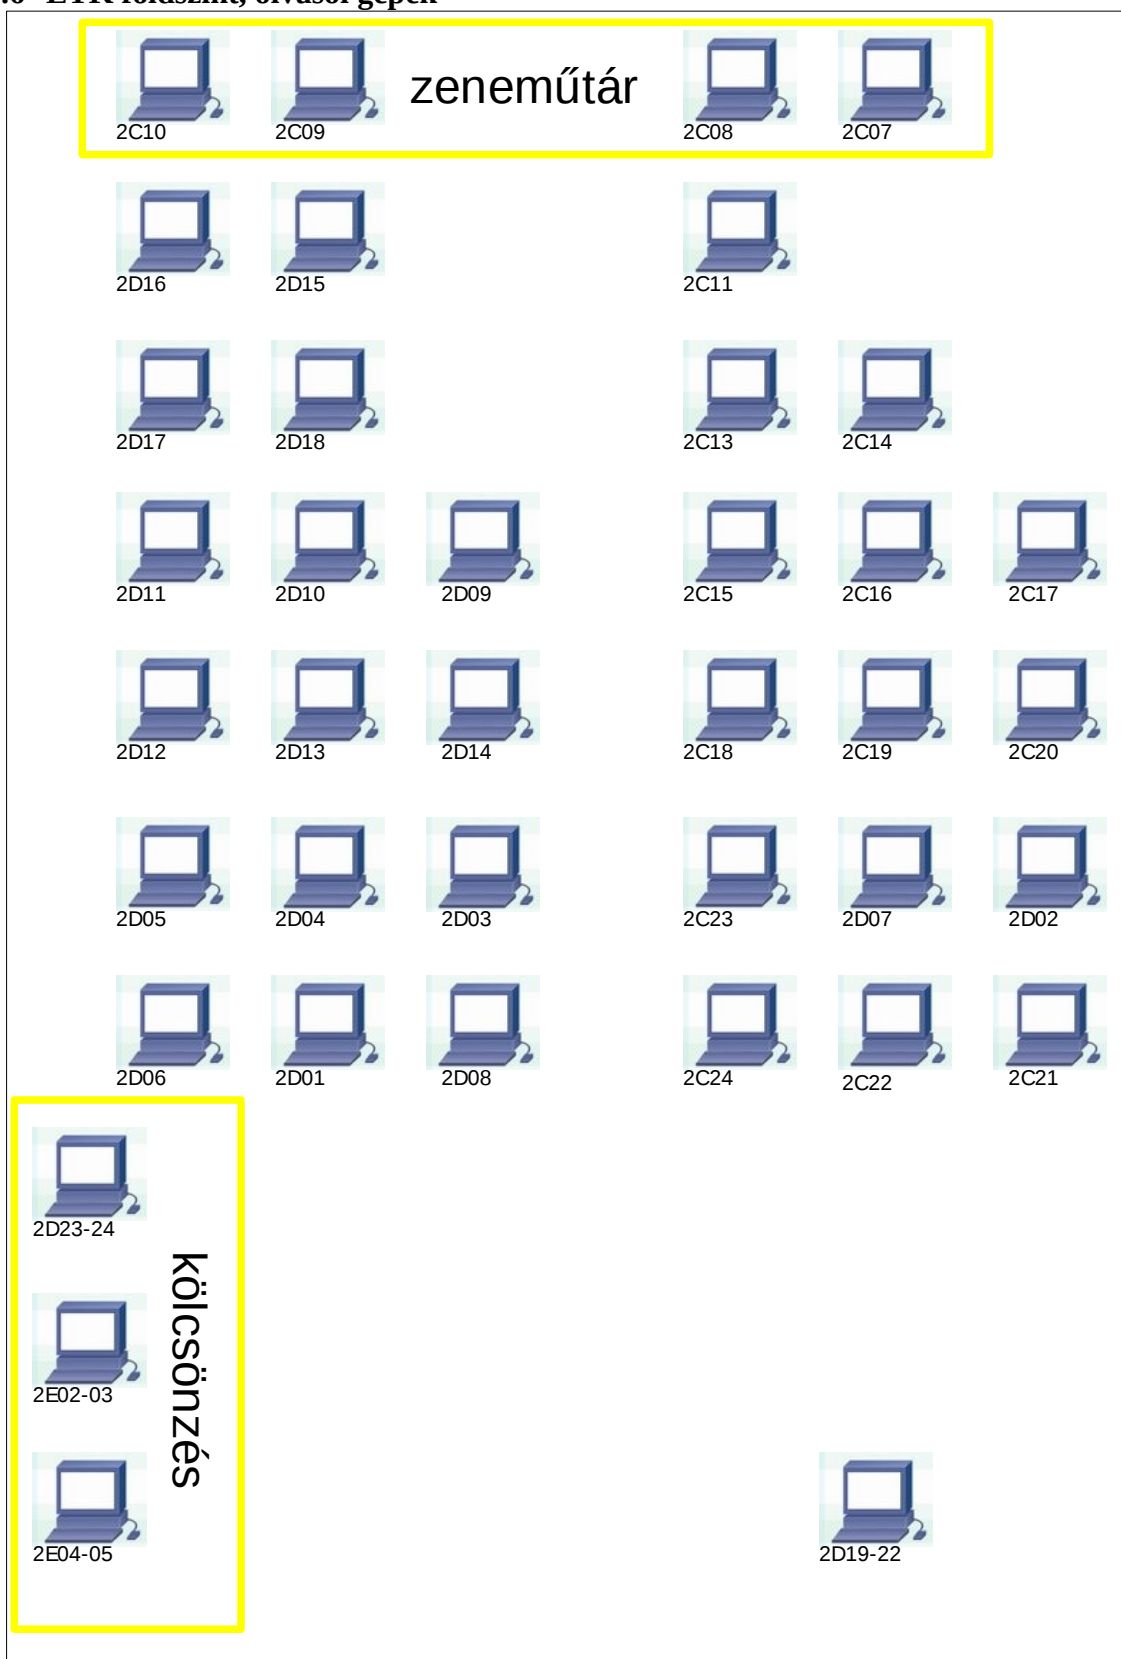 zeneműtár
2C10 2C09 2C08 2C07
2D16 2D15 2C11
2D17 2D18 2C13 2C14
2D11 2D10 2D09 2C15 2C16 2C17
2D12 2D13 2D14 2C18 2C19 2C20
2D05 2D04 2D03 2C23 2D07 2D02
2D06 2D01 2D08 2C24 2C22 2C21
2D23-24
kölcsönzés
2E02-03
2E04-05 2D19-22